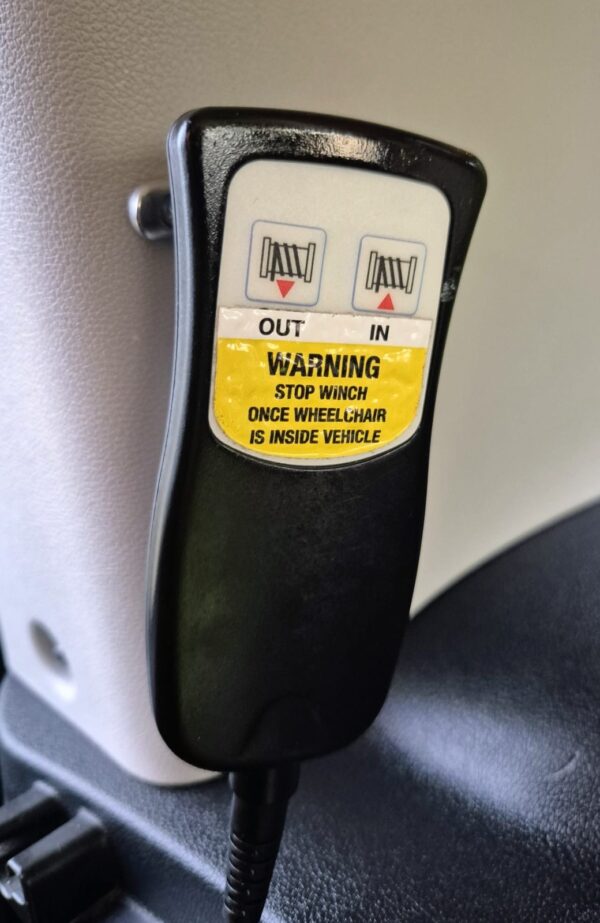 OUT IN
WARNING
STOP WINCH
ONCE WHEELCHAIR
IS INSIDE VEHICLE